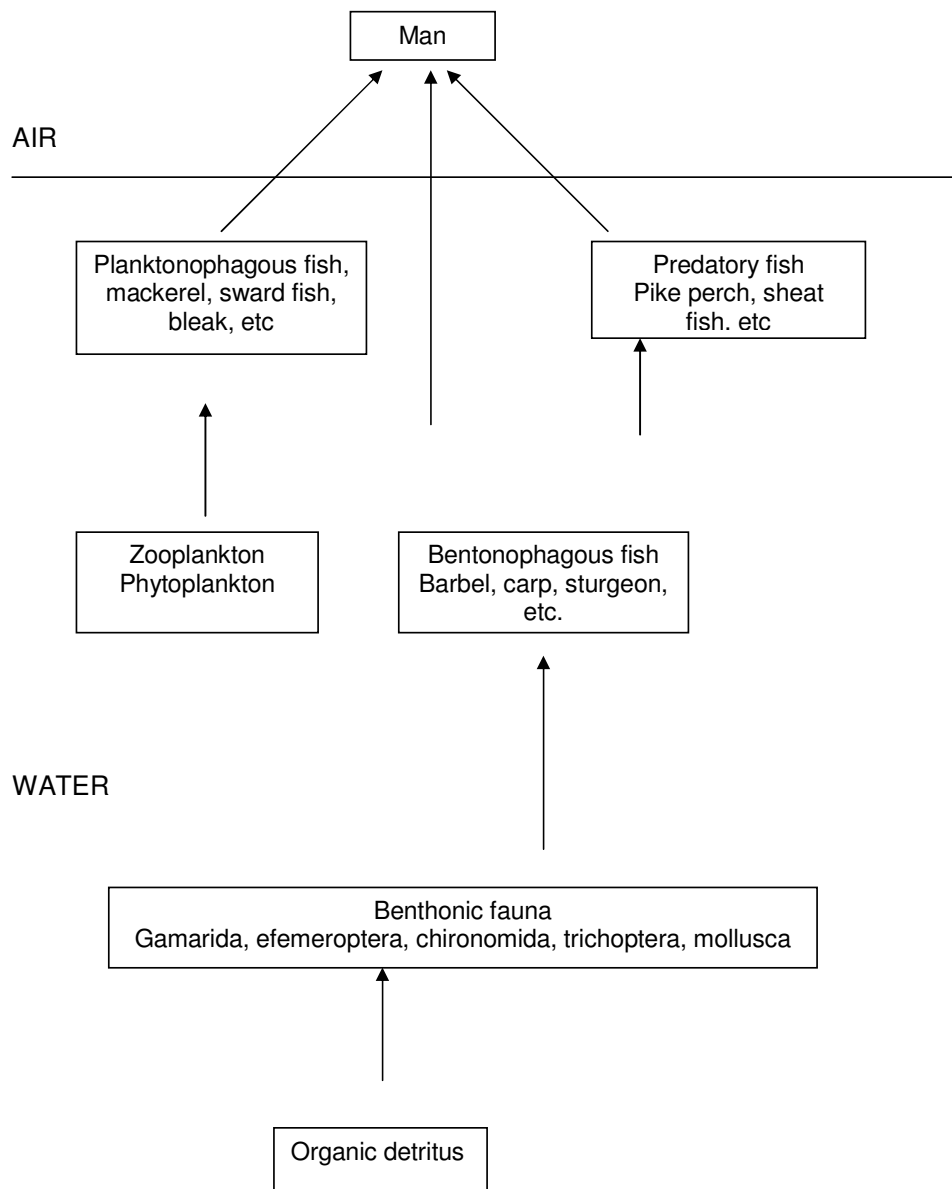 Man
AIR
Planktonophagous fish,
mackerel, sward fish,
bleak, etc
Predatory fish
Pike perch, sheat
fish. etc
Zooplankton
Phytoplankton
Bentonophagous fish
Barbel, carp, sturgeon,
etc.
WATER
Benthonic fauna
Gamarida, efemeroptera, chironomida, trichoptera, mollusca
Organic detritus